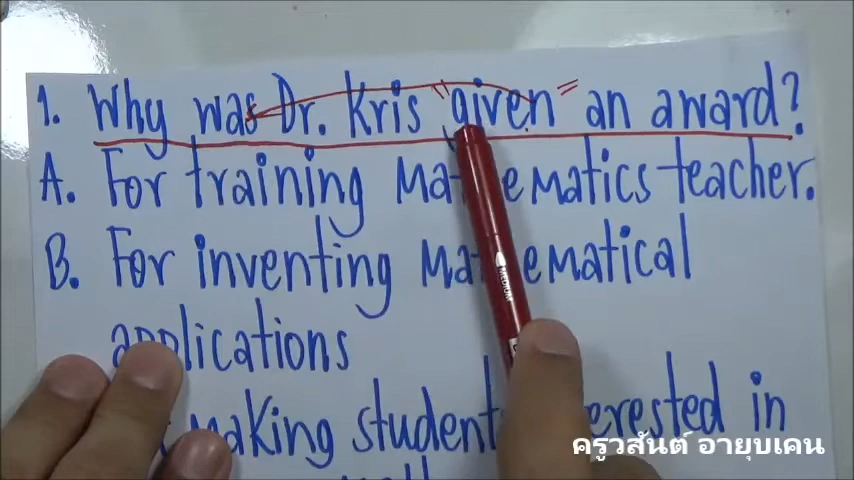 1. Why was Dr. Kris "given" an award?
A. For training Mathematics teacher.
B. For inventing Mathematical
applications
making students interested in
ครูวสันต์ อายุบเคน
MEDIUM